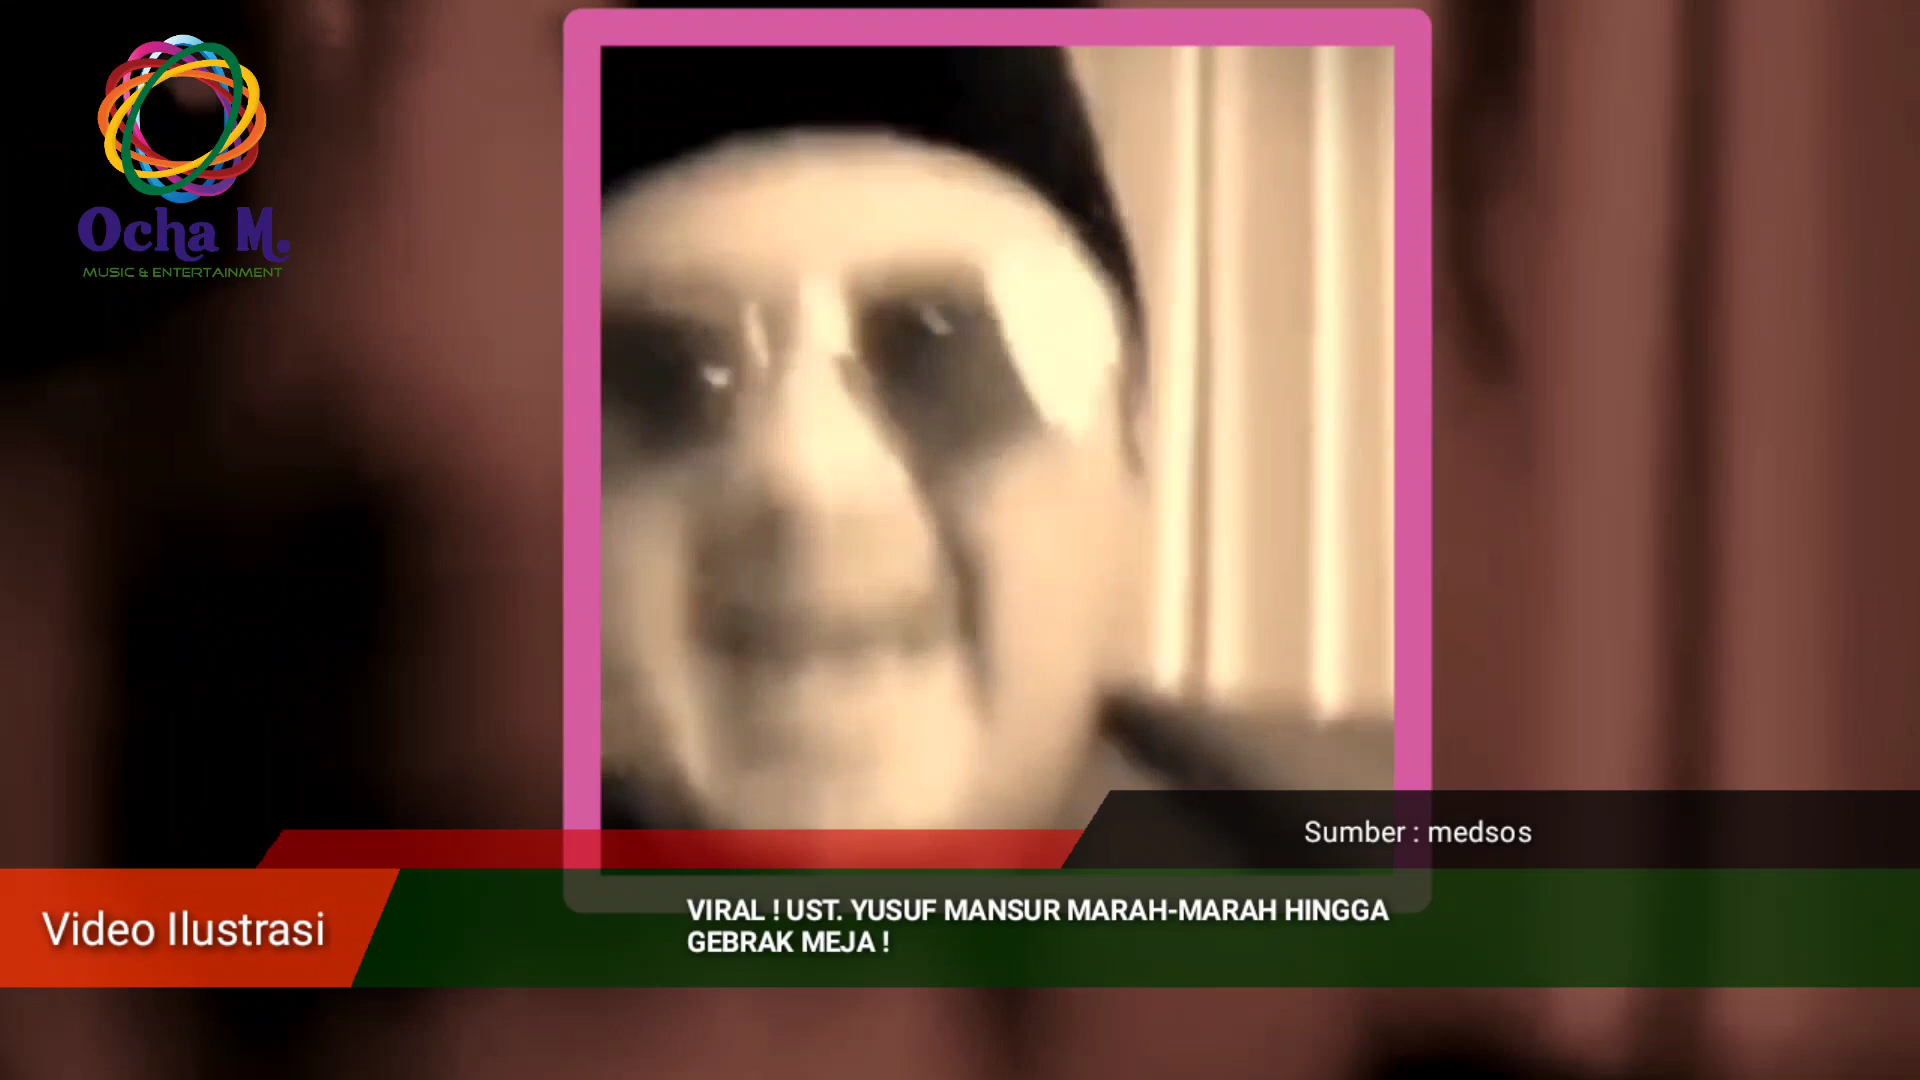 Ocha M.
MUSIC & ENTERTAINMENT
Sumber : medsos
Video Ilustrasi
VIRAL ! UST. YUSUF MANSUR MARAH-MARAH HINGGA
GEBRAK MEJA !